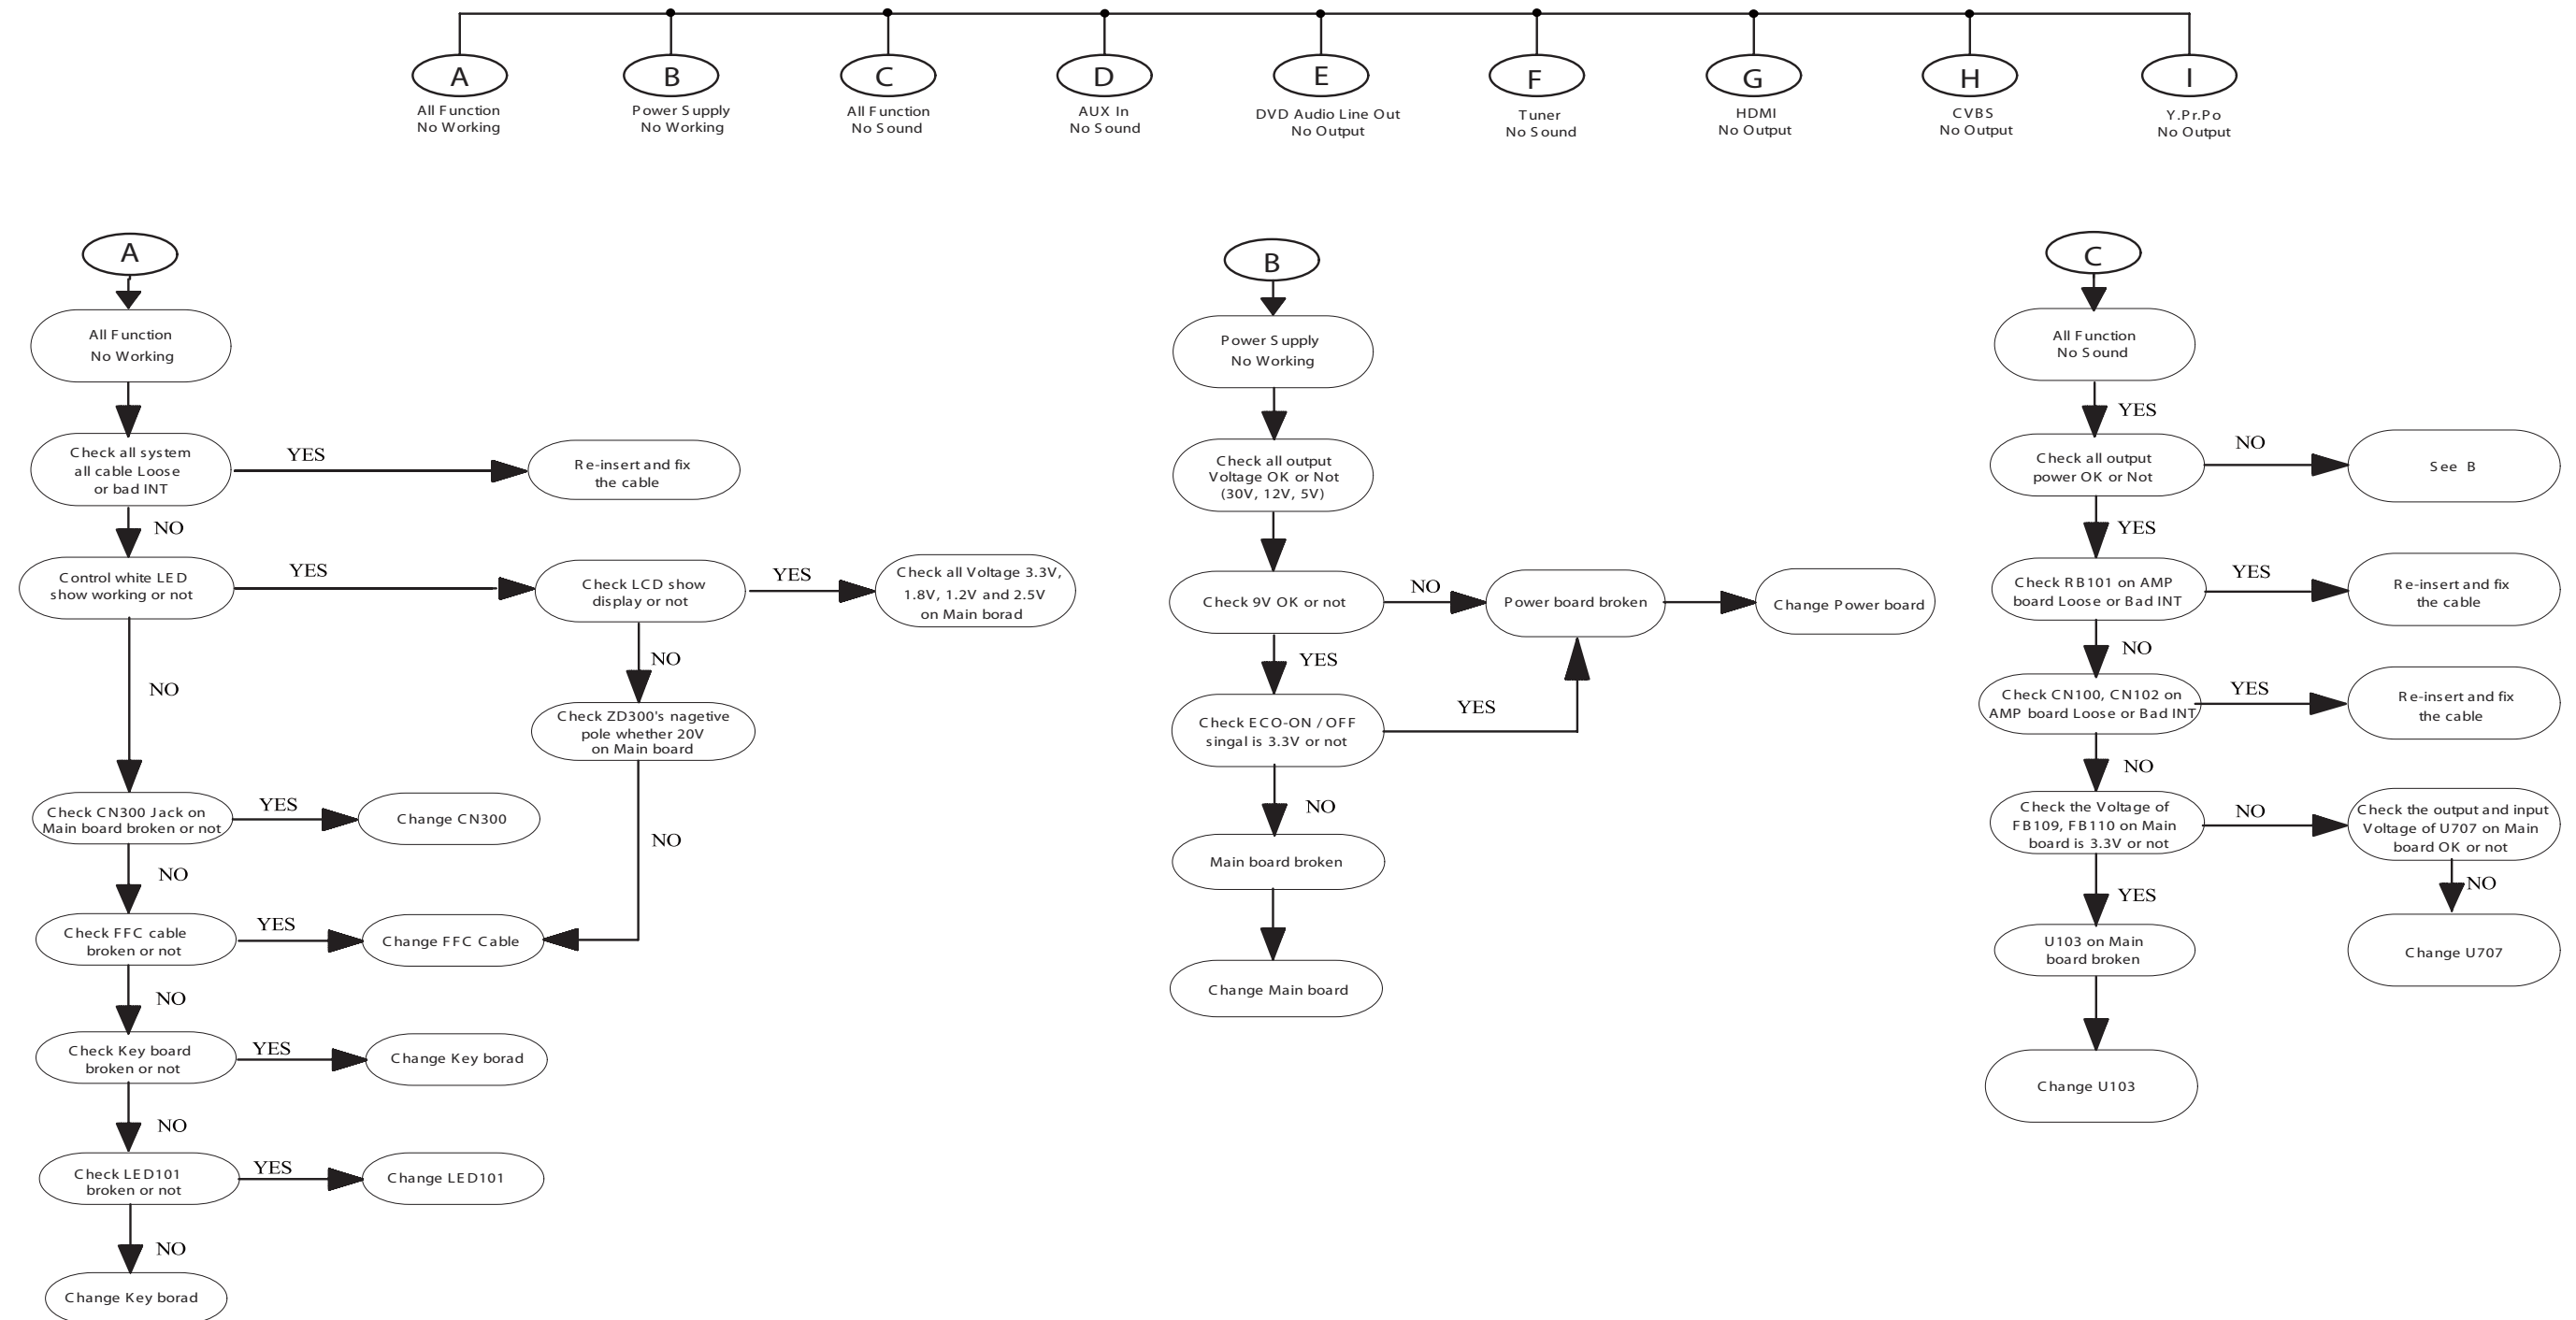 A
B
C
D
E
F
G
H
I
All Function
No Working
Power Supply
No Working
All Function
No Sound
AUX In
No Sound
DVD Audio Line Out
No Output
Tuner
No Sound
HDMI
No Output
CVBS
No Output
Y.Pr.Po
No Output
A
All Function
No Working
Check all system
all cable Loose
or bad INT
YES
Re-insert and fix
the cable
NO
Control white LED
show working or not
YES
Check LCD show
display or not
YES
Check all Voltage 3.3V,
1.8V, 1.2V and 2.5V
on Main borad
NO
Check ZD300's nagetive
pole whether 20V
on Main board
NO
NO
Check CN300 Jack on
Main board broken or not
YES
Change CN300
NO
Check FFC cable
broken or not
YES
Change FFC Cable
NO
Check Key board
broken or not
YES
Change Key borad
NO
Check LED101
broken or not
YES
Change LED101
NO
Change Key borad
B
Power Supply
No Working
Check all output
Voltage OK or Not
(30V, 12V, 5V)
Check 9V OK or not
NO
Power board broken
Change Power board
YES
Check ECO-ON / OFF
singal is 3.3V or not
YES
NO
Main board broken
Change Main board
C
All Function
No Sound
YES
Check all output
power OK or Not
NO
See B
YES
Check RB101 on AMP
board Loose or Bad INT
YES
Re-insert and fix
the cable
NO
Check CN100, CN102 on
AMP board Loose or Bad INT
YES
Re-insert and fix
the cable
NO
Check the Voltage of
FB109, FB110 on Main
board is 3.3V or not
NO
Check the output and input
Voltage of U707 on Main
board OK or not
NO
Change U707
YES
U103 on Main
board broken
Change U103